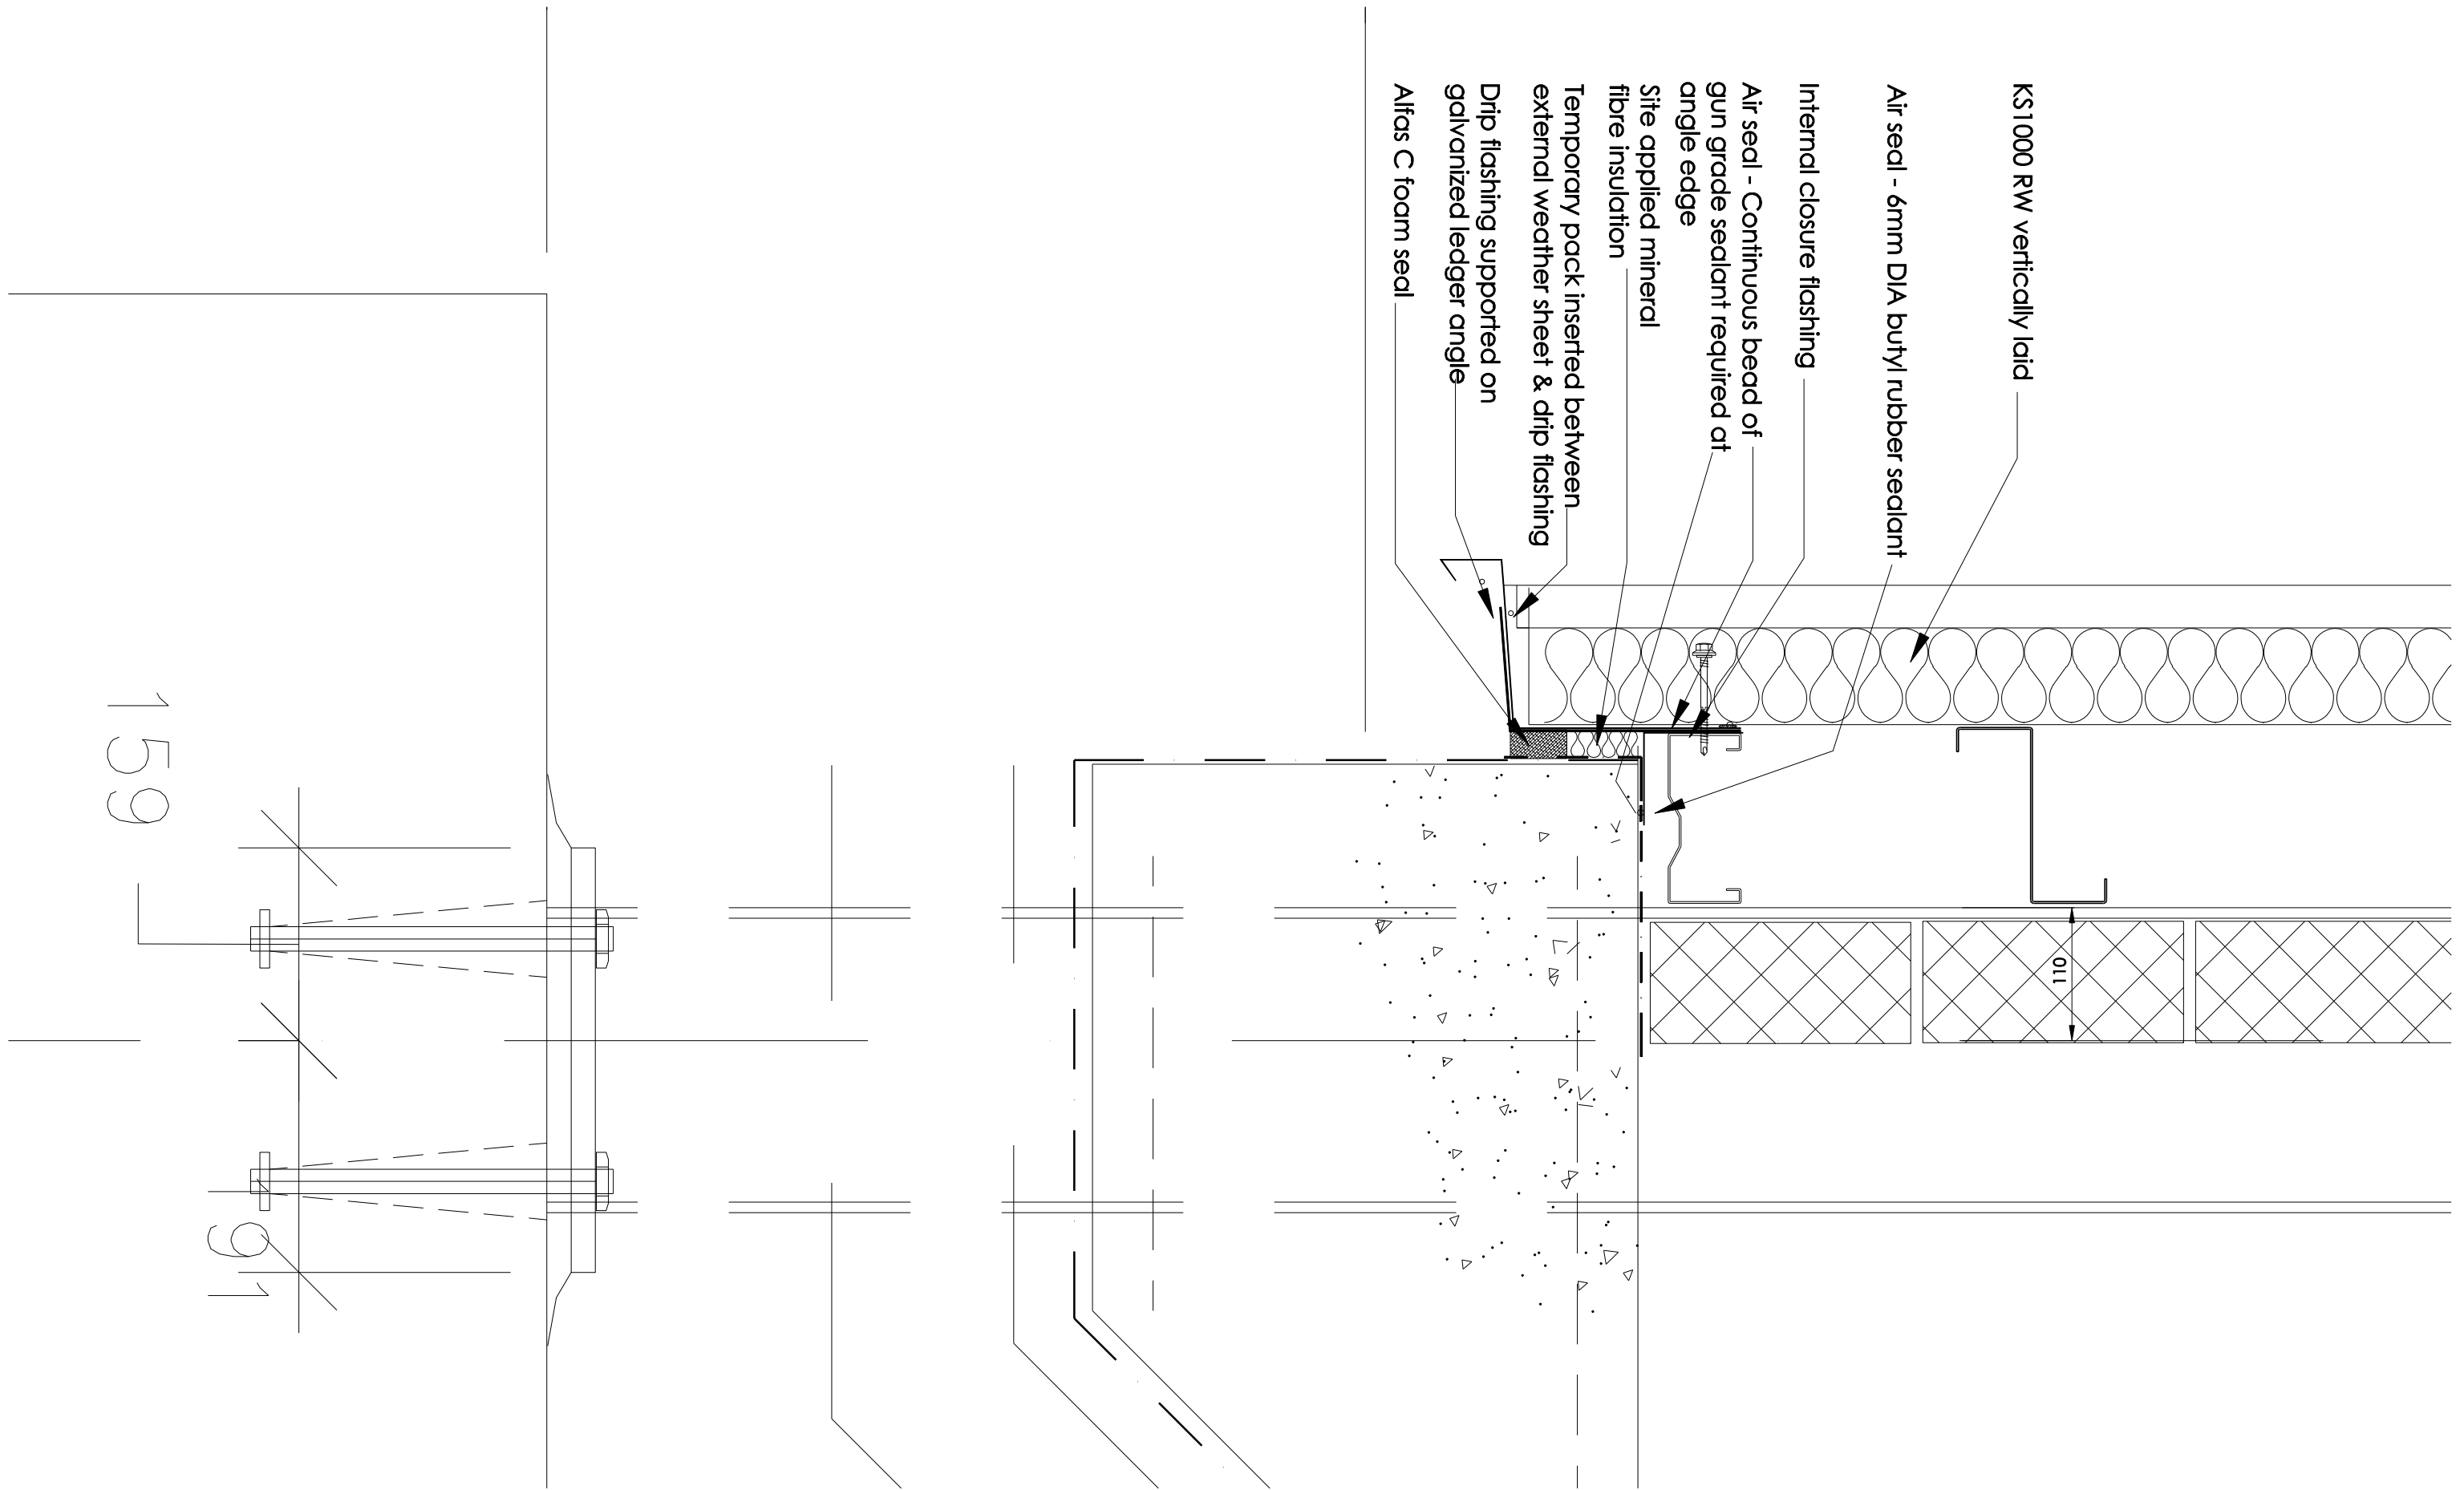 KS1000 RW vertically laid
Air seal - 6mm DIA butyl rubber sealant
Internal closure flashing
Air seal - Continuous bead of
gun grade sealant required at
angle edge
Site applied mineral
fibre insulation
Temporary pack inserted between
external weather sheet & drip flashing
Drip flashing supported on
galvanized ledger angle
Alfas C foam seal
110
159
191